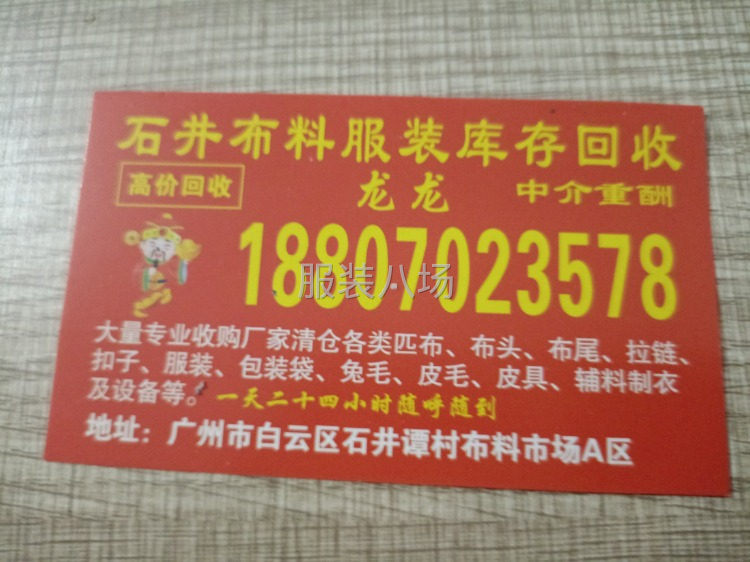 石井布料服装库存回收
高价回收 龙龙 中介重酬
18807023578
服装八场
大量专业收购厂家清仓各类匹布、布头、布尾、拉链、
扣子、服装、包装袋、兔毛、皮毛、皮具、辅料制衣
及设备等。一天二十四小时随呼随到
地址：广州市白云区石井谭村布料市场A区